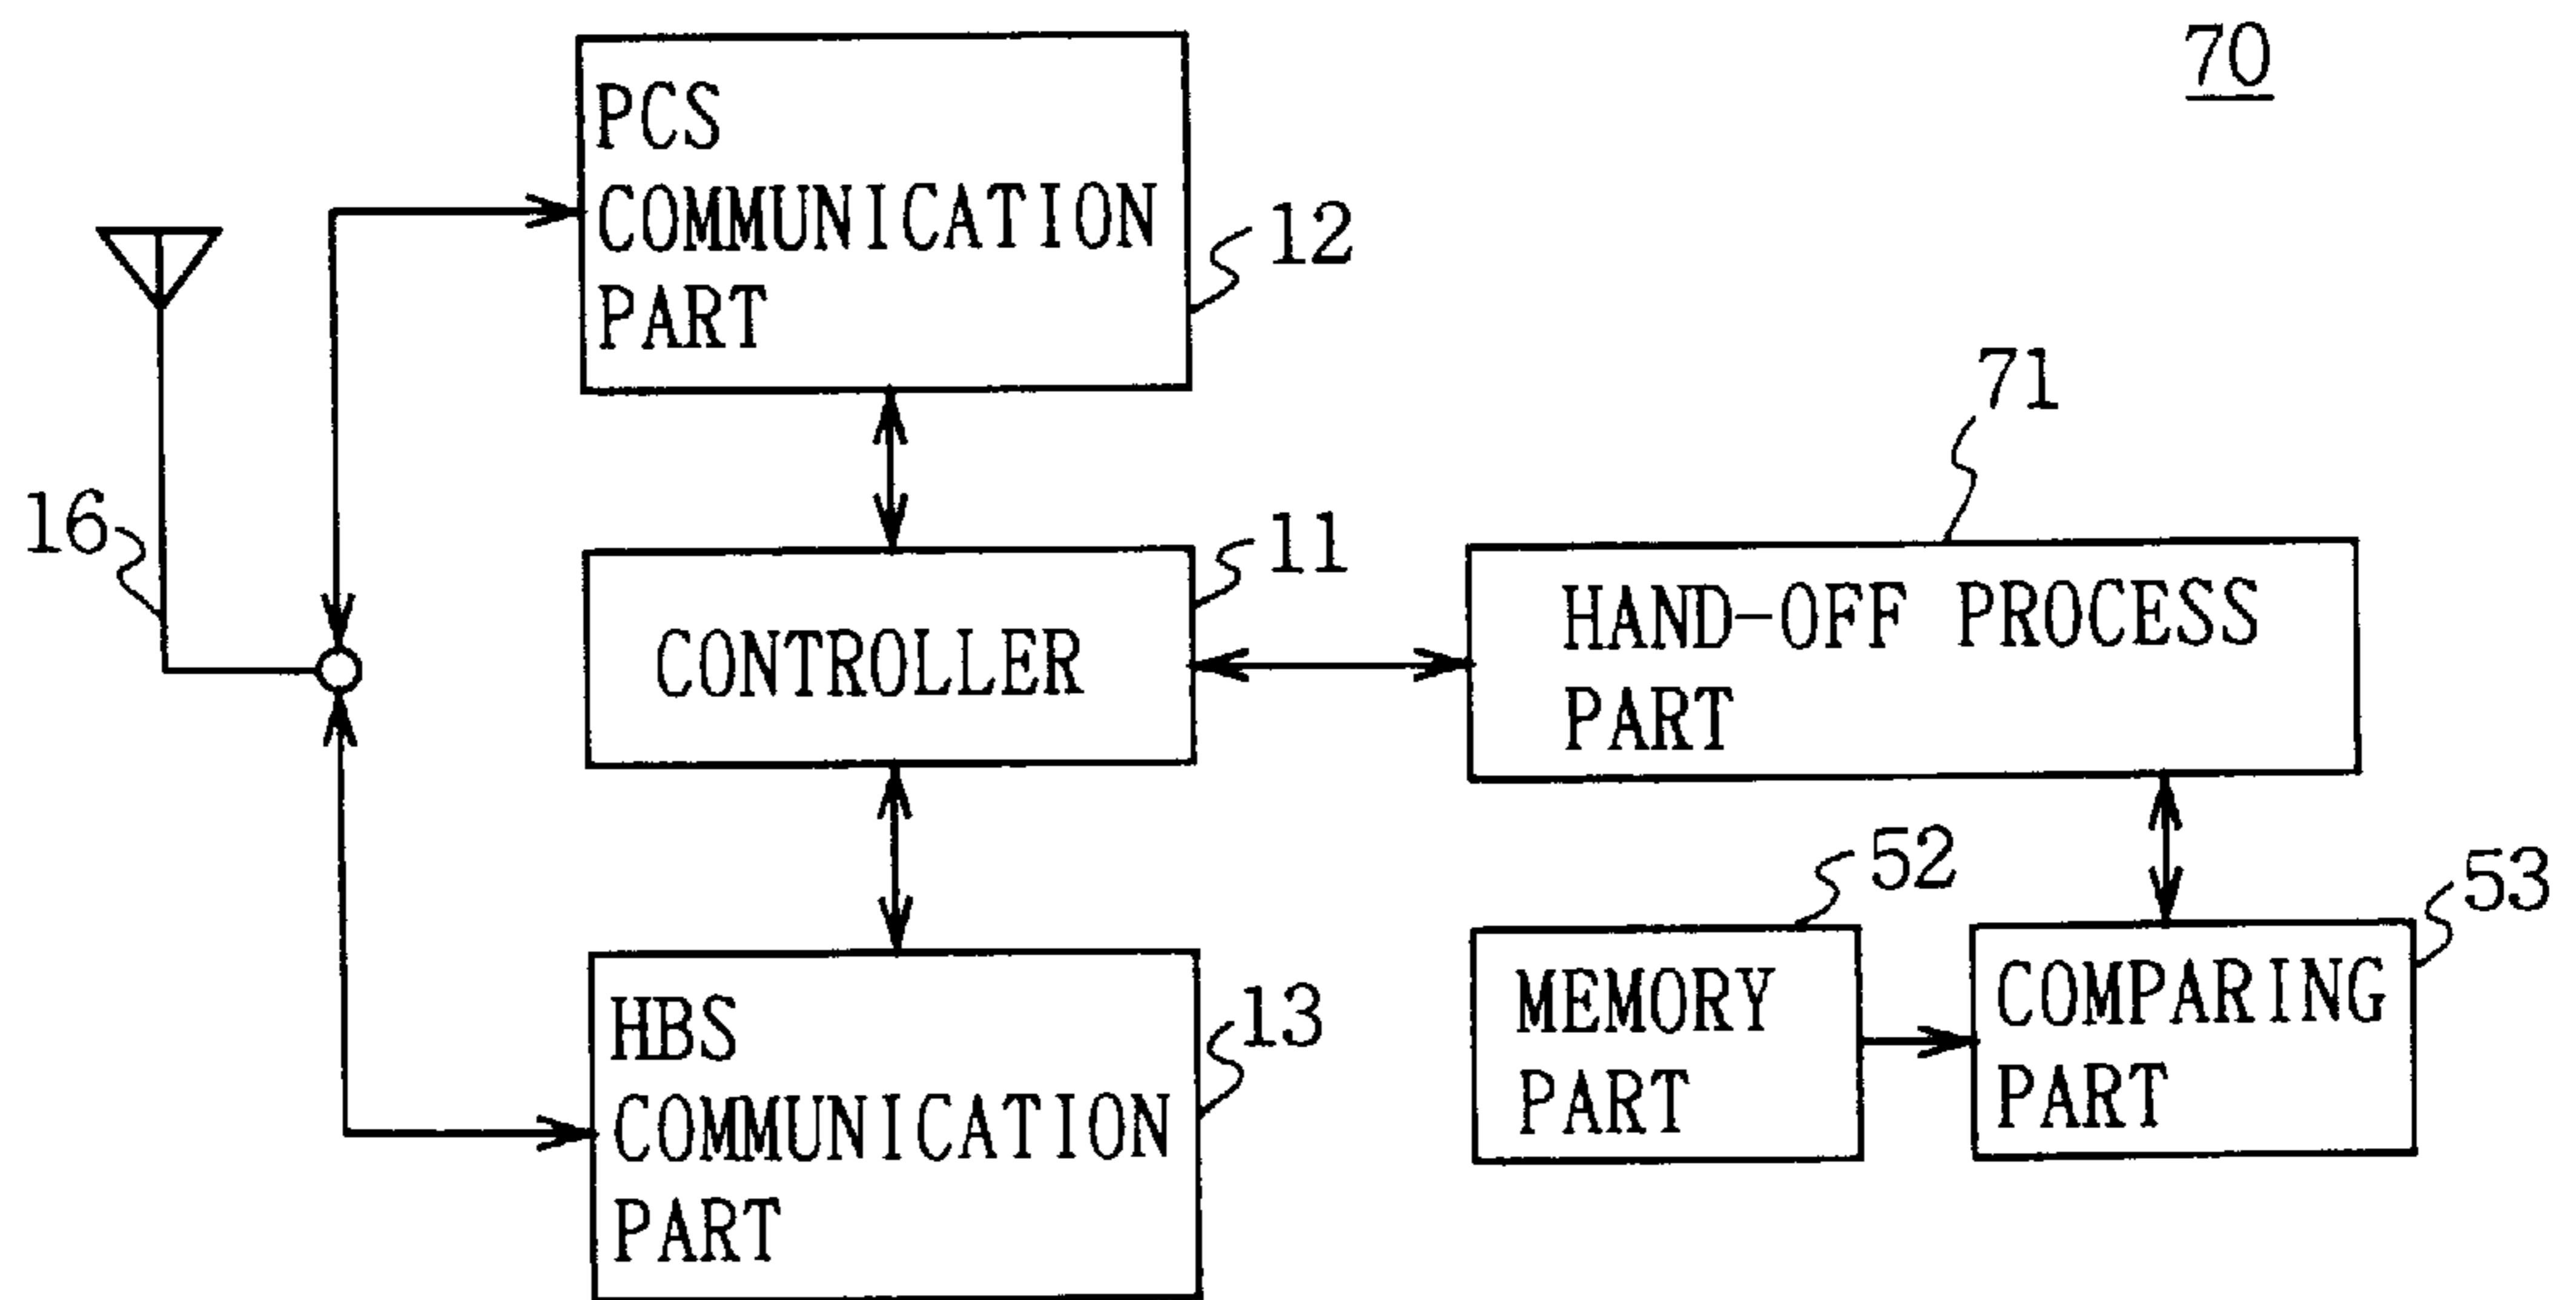 70
PCS
COMMUNICATION
PART
12
16
CONTROLLER
11
71
HAND-OFF PROCESS
PART
HBS
COMMUNICATION
PART
13
52
MEMORY
PART
53
COMPARING
PART